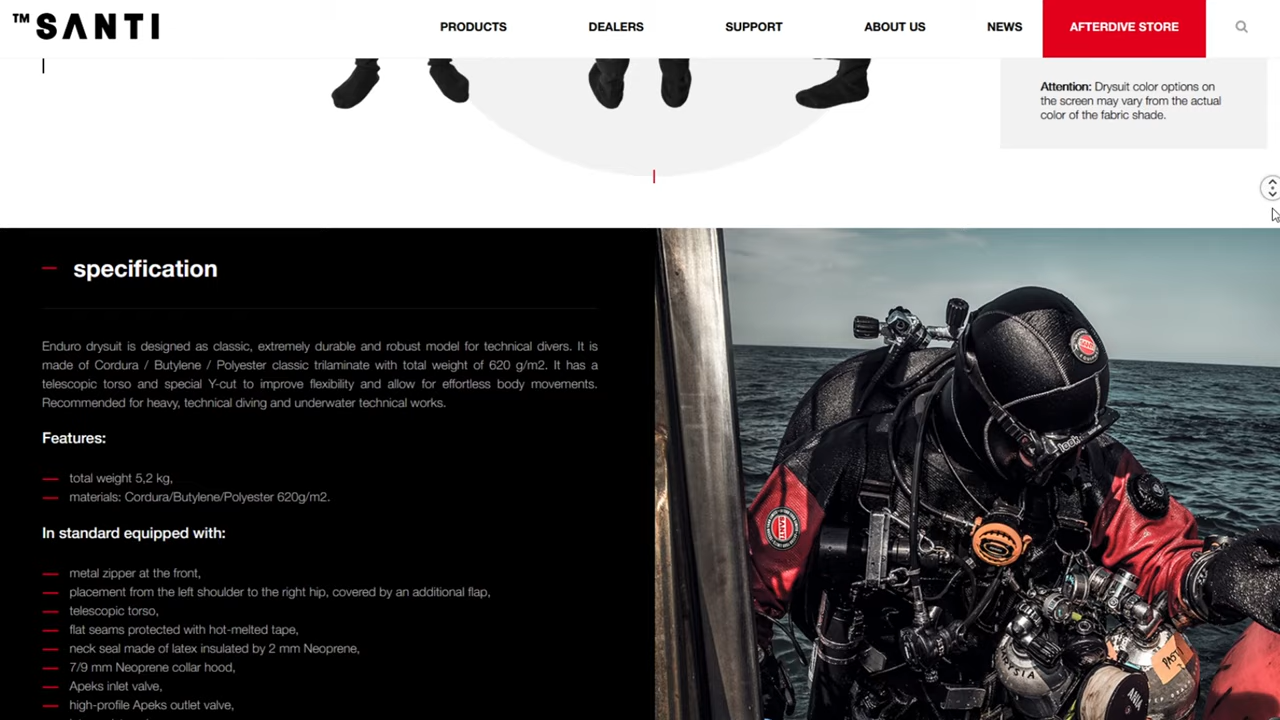 ™SANTI
PRODUCTS
DEALERS
SUPPORT
ABOUT US
NEWS
AFTERDIVE STORE
Attention: Drysuit color options on
the screen may vary from the actual
color of the fabric shade.
specification
Enduro drysuit is designed as classic, extremely durable and robust model for technical divers. It is
made of Cordura / Butylene / Polyester classic trilaminate with total weight of 620 g/m2. It has a
telescopic torso and special Y-cut to improve flexibility and allow for effortless body movements.
Recommended for heavy, technical diving and underwater technical works.
Features:
total weight 5,2 kg,
materials: Cordura/Butylene/Polyester 620g/m2.
In standard equipped with:
metal zipper at the front,
placement from the left shoulder to the right hip, covered by an additional flap,
telescopic torso,
flat seams protected with hot-melted tape,
neck seal made of latex insulated by 2 mm Neoprene,
7/9 mm Neoprene collar hood,
Apeks inlet valve,
high-profile Apeks outlet valve,
SANTI